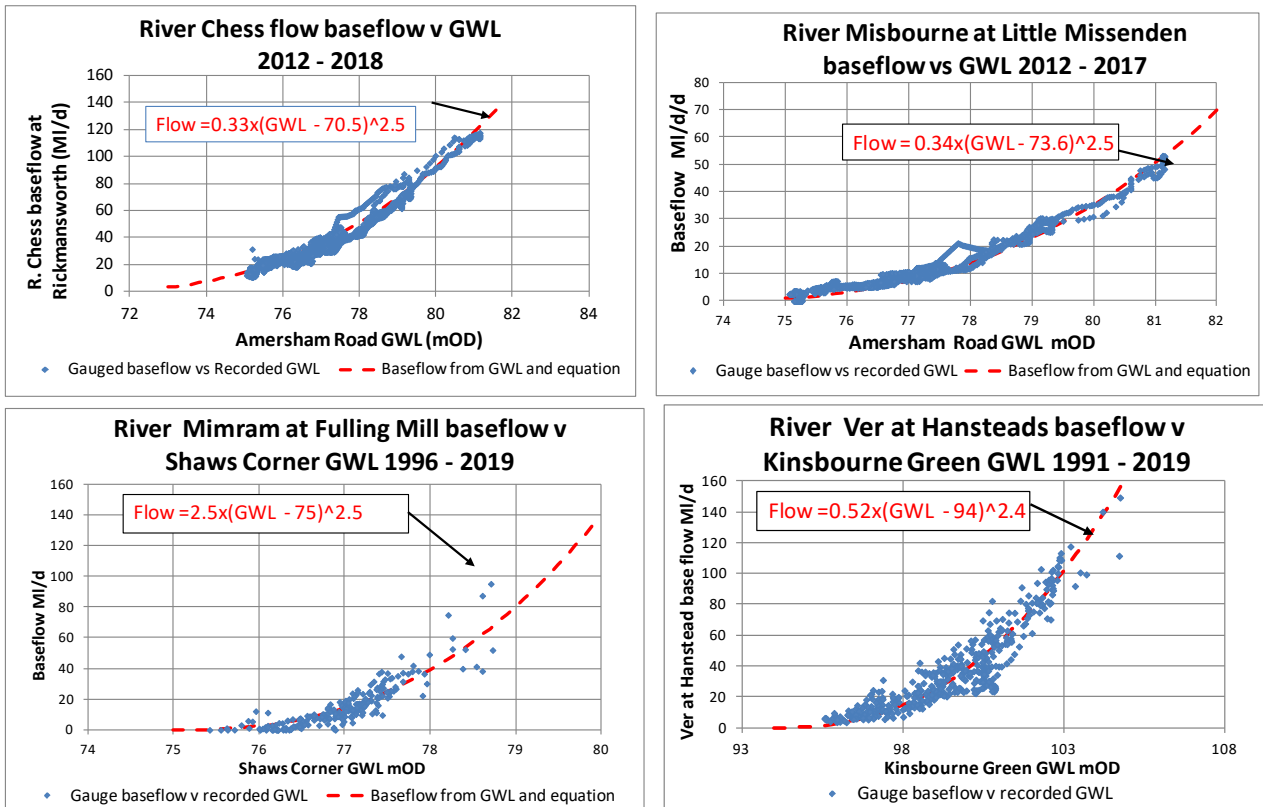 River Chess flow baseflow v GWL
2012 - 2018
160
140
120
100
80
60
40
20
0
72
74
76
78
80
82
84
R. Chess baseflow at
Rickmansworth (Ml/d)
Flow =0.33x(GWL - 70.5)^2.5
Amersham Road GWL (mOD)
Gauged baseflow vs Recorded GWL
Baseflow from GWL and equation
River Misbourne at Little Missenden
baseflow vs GWL 2012 - 2017
80
70
60
50
40
30
20
10
0
74
75
76
77
78
79
80
81
82
Baseflow Ml/d/d
Flow = 0.34x(GWL - 73.6)^2.5
Amersham Road GWL mOD
Gauge baseflow vs recorded GWL
Baseflow from GWL and equation
River Mimram at Fulling Mill baseflow v
Shaws Corner GWL 1996 - 2019
160
140
120
100
80
60
40
20
0
74
75
76
77
78
79
80
Baseflow Ml/d
Flow =2.5x(GWL - 75)^2.5
Shaws Corner GWL mOD
Gauge baseflow v recorded GWL
Baseflow from GWL and equation
River Ver at Hansteads baseflow v
Kinsbourne Green GWL 1991 - 2019
160
140
120
100
80
60
40
20
0
93
98
103
108
Ver at Hanstead base flow Ml/d
Flow =0.52x(GWL - 94)^2.4
Kinsbourne Green GWL mOD
Gauge baseflow v recorded GWL
Baseflow from GWL and equation